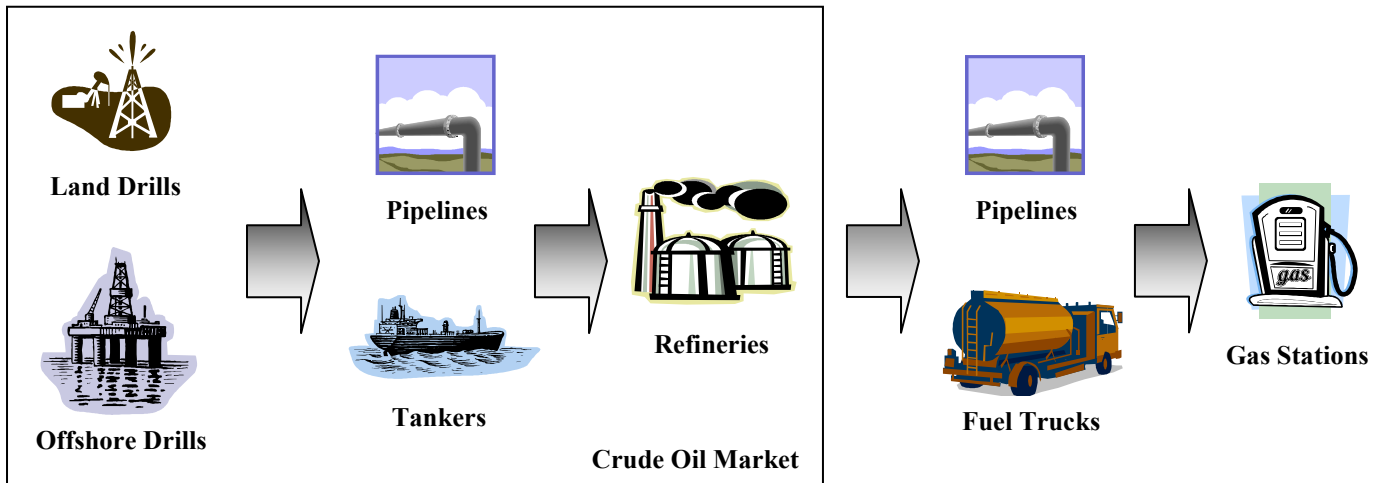 Land Drills
Offshore Drills
Pipelines
Tankers
Refineries
Crude Oil Market
Pipelines
Fuel Trucks
gas
Gas Stations